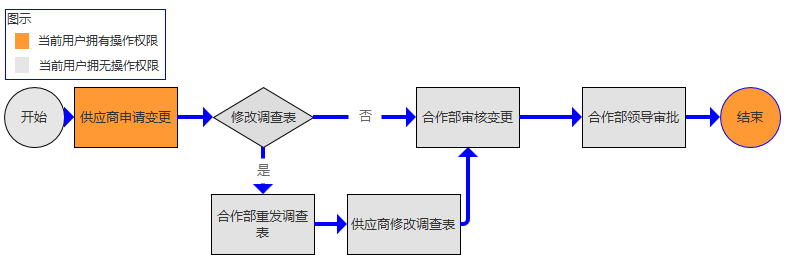 图示
当前用户拥有操作权限
当前用户拥无操作权限
开始
供应商申请变更
修改调查表
否
合作部审核变更
合作部领导审批
结束
是
合作部重发调查
表
供应商修改调查表